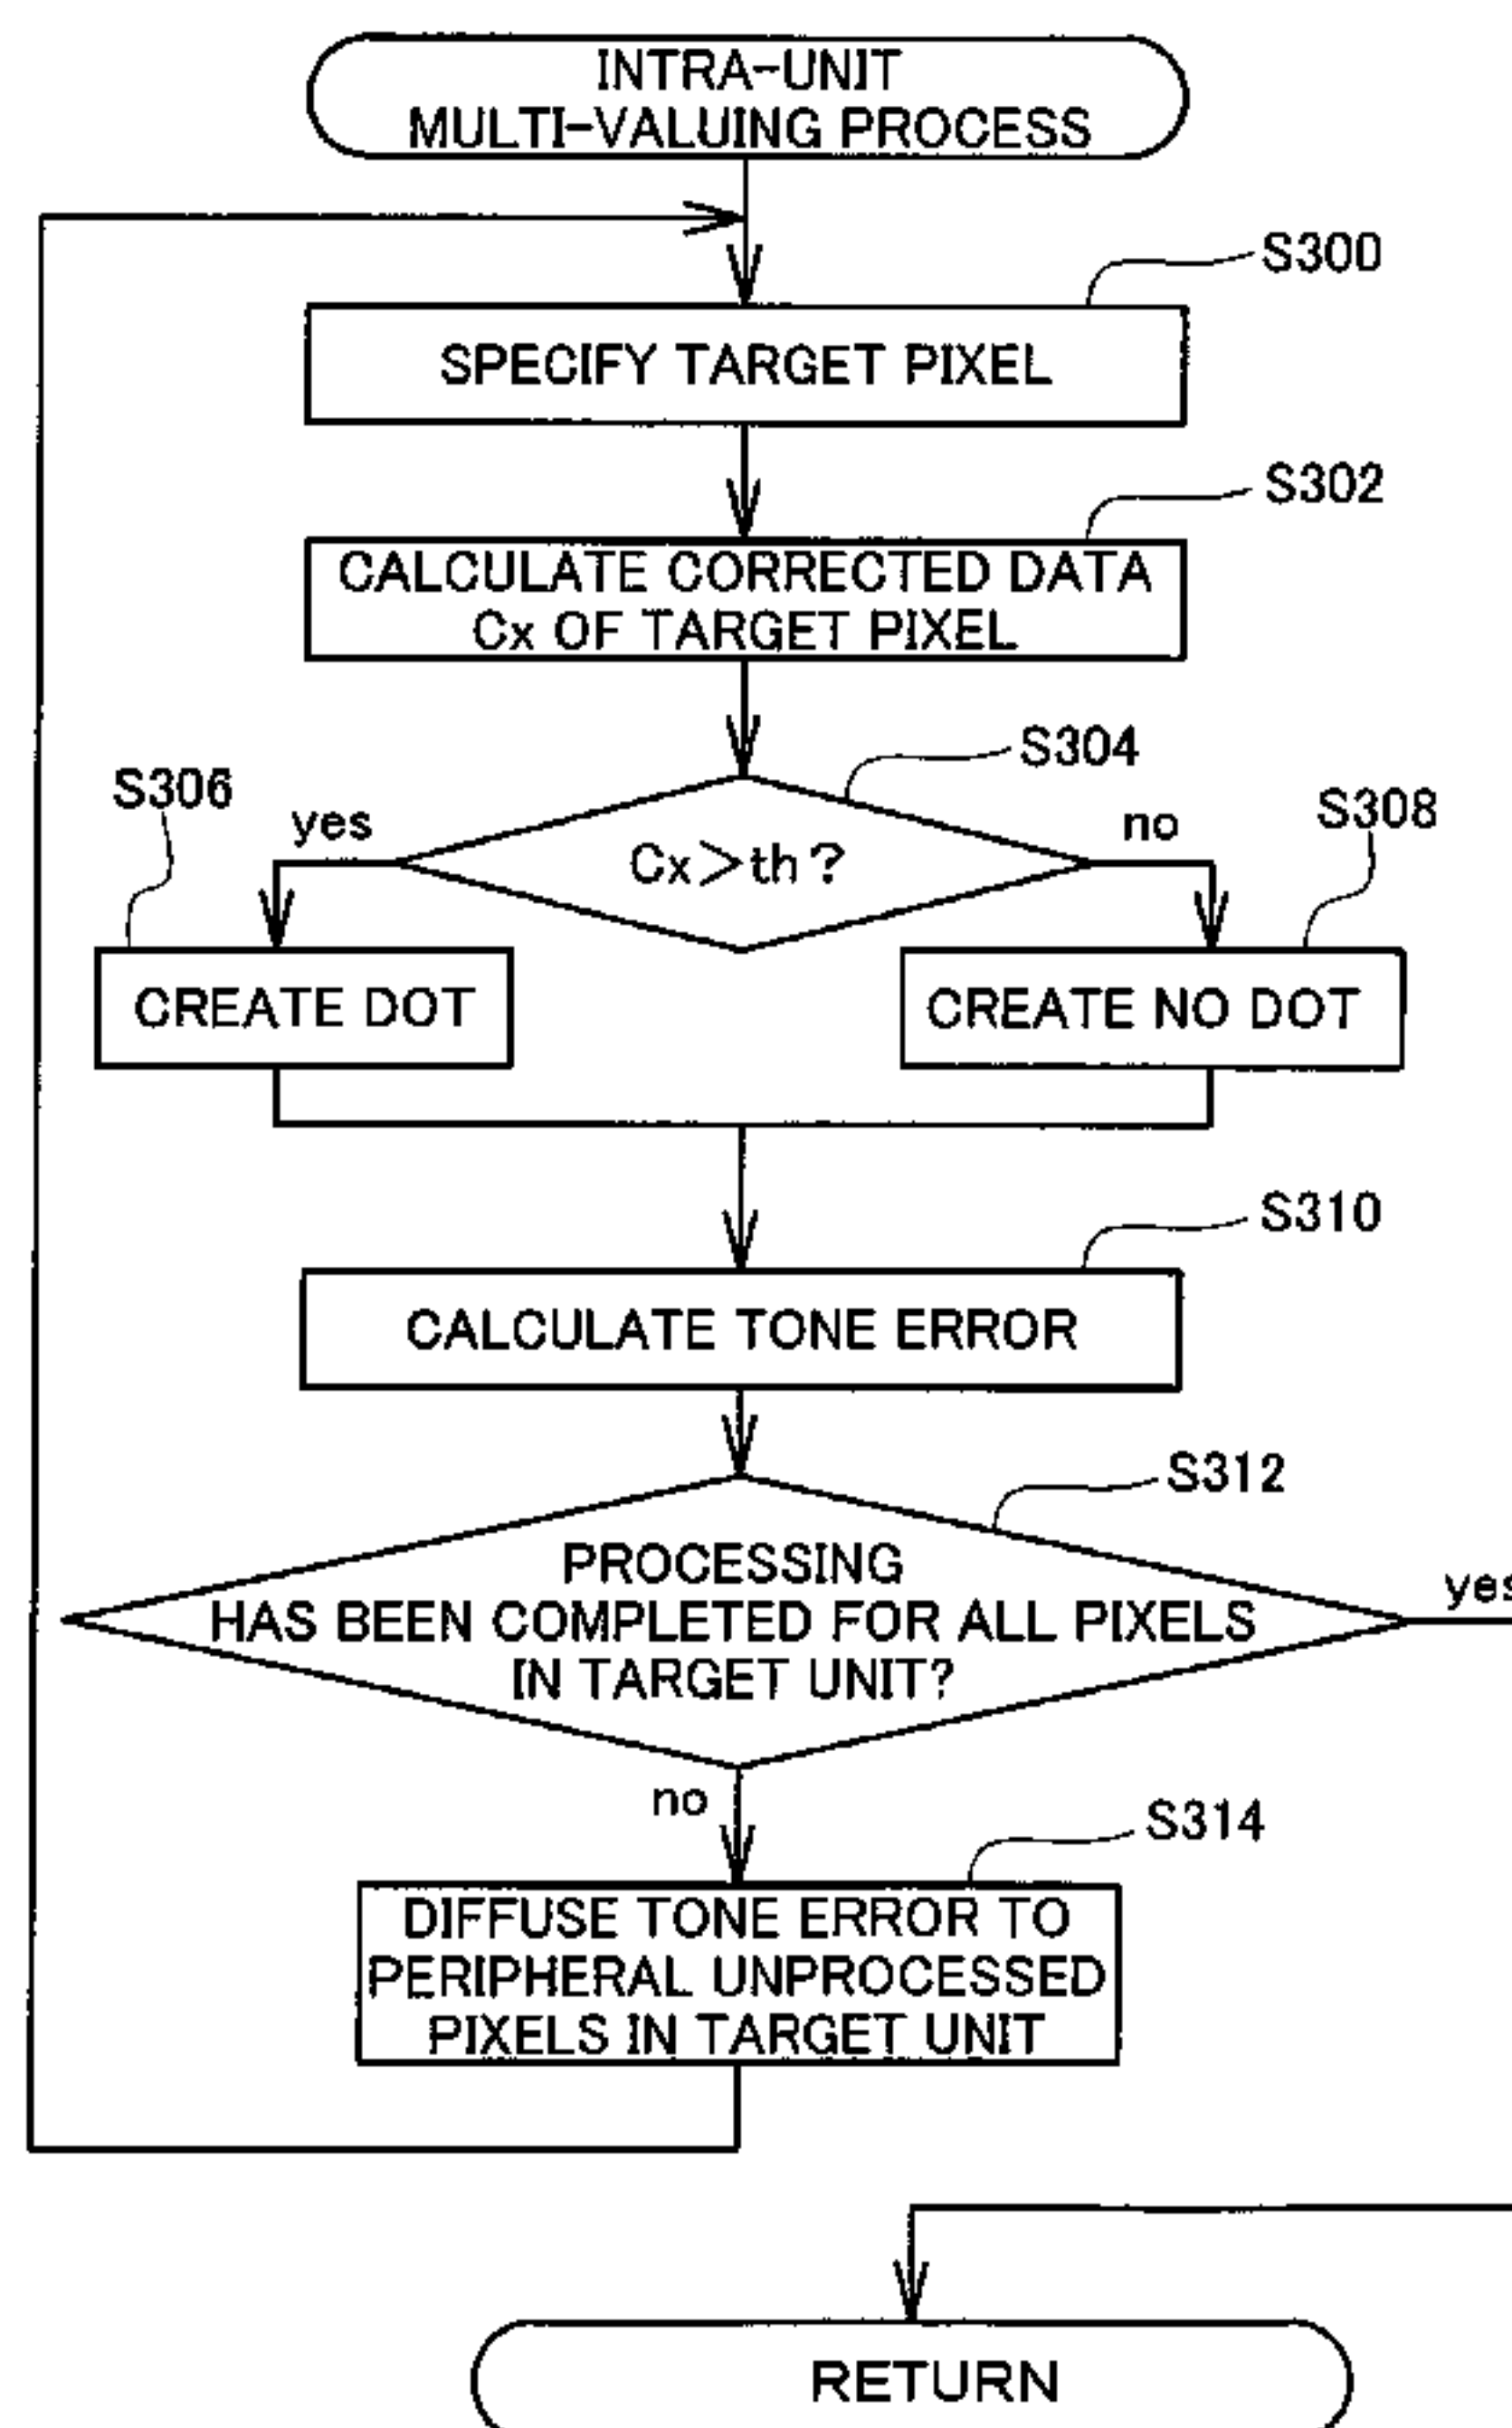 INTRA-UNIT
MULTI-VALUING PROCESS
S300
SPECIFY TARGET PIXEL
S302
CALCULATE CORRECTED DATA
Cx OF TARGET PIXEL
S304
S306
yes
no
S308
Cx>th?
CREATE DOT
CREATE NO DOT
S310
CALCULATE TONE ERROR
S312
PROCESSING
HAS BEEN COMPLETED FOR ALL PIXELS
IN TARGET UNIT?
yes
no
S314
DIFFUSE TONE ERROR TO
PERIPHERAL UNPROCESSED
PIXELS IN TARGET UNIT
RETURN